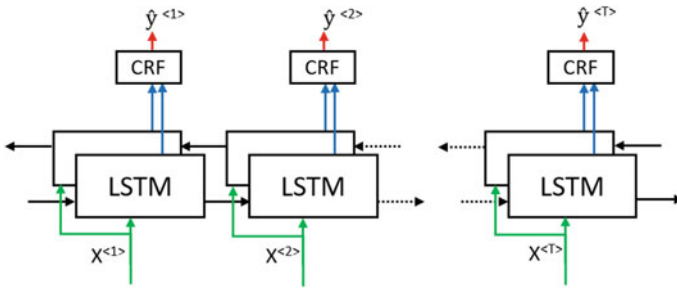 ŷ <1> ŷ <2> ŷ <T>
CRF CRF CRF
LSTM LSTM LSTM
X<1> X<2> X<T>